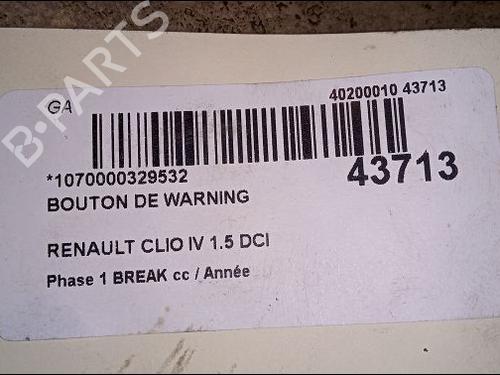 B-PARTS
GA
40200010 43713
*1070000329532
43713
BOUTON DE WARNING
RENAULT CLIO IV 1.5 DCI
Phase 1 BREAK cc / Année